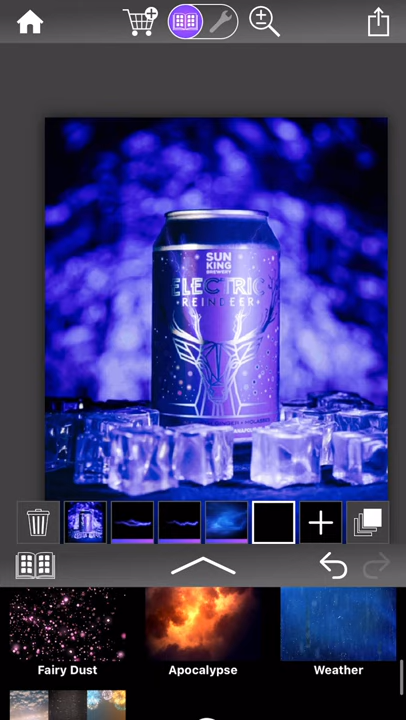 SUN
KING
BREWERY
ELECTRIC
•REINDEER•
Fairy Dust
Apocalypse
Weather